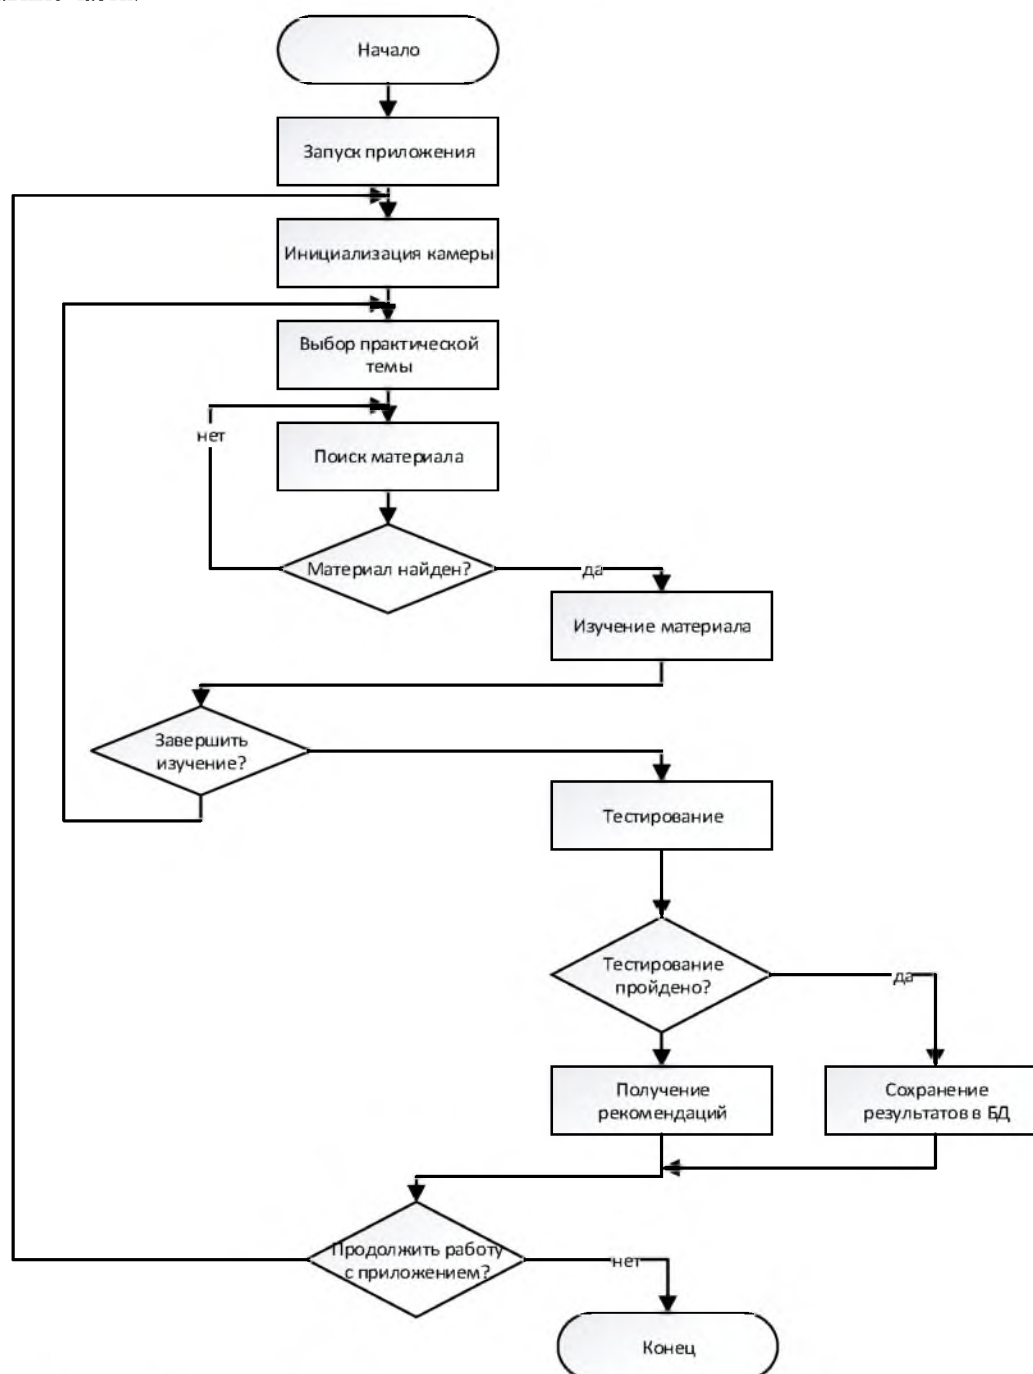 Начало
Запуск приложения
Инициализация камеры
Выбор практической
темы
нет
Поиск материала
Материал найден?
да
Изучение материала
Завершить
изучение?
Тестирование
Тестирование
пройдено?
да
Получение
рекомендаций
Сохранение
результатов в БД
Продолжить работу
с приложением?
нет
Конец